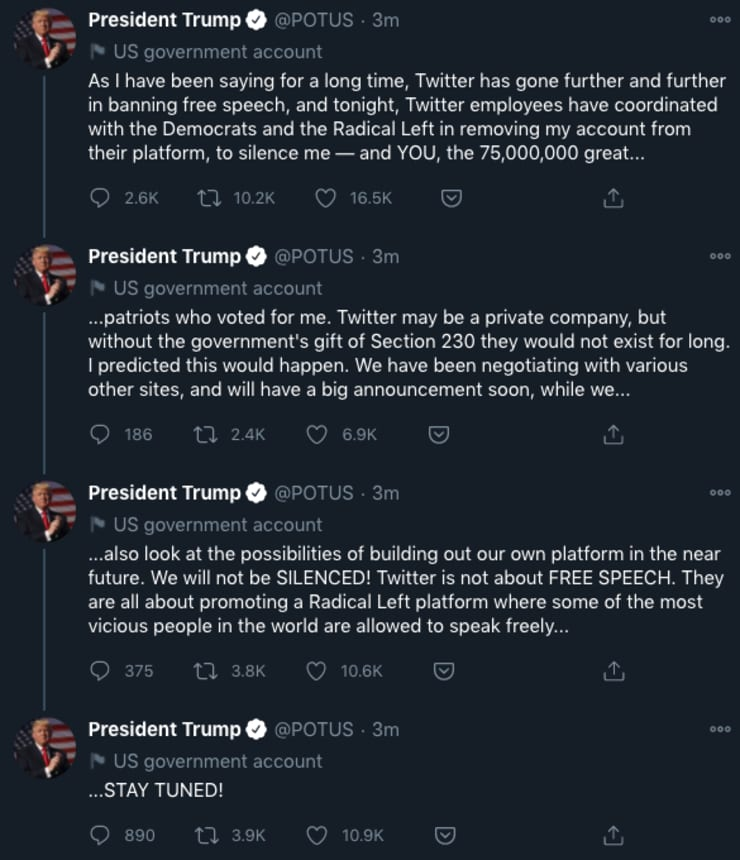 President Trump @POTUS · 3m
US government account
As I have been saying for a long time, Twitter has gone further and further
in banning free speech, and tonight, Twitter employees have coordinated
with the Democrats and the Radical Left in removing my account from
their platform, to silence me — and YOU, the 75,000,000 great...
2.6K 10.2K 16.5K
President Trump @POTUS · 3m
US government account
...patriots who voted for me. Twitter may be a private company, but
without the government's gift of Section 230 they would not exist for long.
I predicted this would happen. We have been negotiating with various
other sites, and will have a big announcement soon, while we...
186 2.4K 6.9K
President Trump @POTUS · 3m
US government account
...also look at the possibilities of building out our own platform in the near
future. We will not be SILENCED! Twitter is not about FREE SPEECH. They
are all about promoting a Radical Left platform where some of the most
vicious people in the world are allowed to speak freely...
375 3.8K 10.6K
President Trump @POTUS · 3m
US government account
...STAY TUNED!
890 3.9K 10.9K